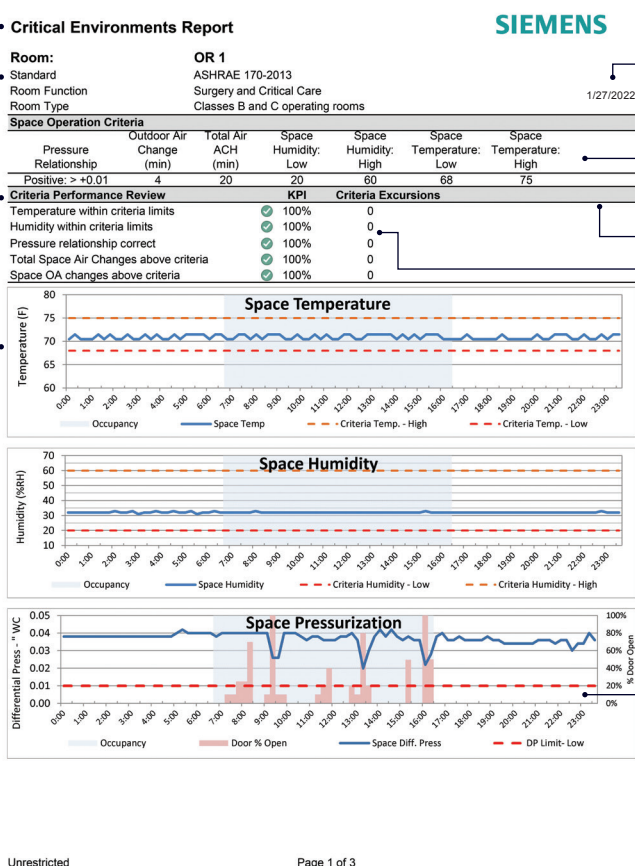 Critical Environments Report
SIEMENS
Room: OR 1
Standard ASHRAE 170-2013
Room Function Surgery and Critical Care
1/27/2022
Room Type Classes B and C operating rooms
Space Operation Criteria
Outdoor Air Total Air Space Space Space Space
Pressure Change ACH Humidity: Humidity: Temperature: Temperature:
Relationship (min) (min) Low High Low High
Positive: > +0.01 4 20 20 60 68 75
Criteria Performance Review KPI Criteria Excursions
Temperature within criteria limits 100% 0
Humidity within criteria limits 100% 0
Pressure relationship correct 100% 0
Total Space Air Changes above criteria 100% 0
Space OA changes above criteria 100% 0
Space Temperature
Temperature (F)
80
75
70
65
60
0:00 1:00 2:00 3:00 4:00 5:00 6:00 7:00 8:00 9:00 10:00 11:00 12:00 13:00 14:00 15:00 16:00 17:00 18:00 19:00 20:00 21:00 22:00 23:00
Occupancy Space Temp Criteria Temp. - High Criteria Temp. - Low
Space Humidity
Humidity (%RH)
70
60
50
40
30
20
10
0:00 1:00 2:00 3:00 4:00 5:00 6:00 7:00 8:00 9:00 10:00 11:00 12:00 13:00 14:00 15:00 16:00 17:00 18:00 19:00 20:00 21:00 22:00 23:00
Occupancy Space Humidity Criteria Humidity - Low Criteria Humidity - High
Space Pressurization
Differential Press - " WC
0.05
0.04
0.03
0.02
0.01
0.00
100%
80%
60%
40%
20%
0%
% Door Open
0:00 1:00 2:00 3:00 4:00 5:00 6:00 7:00 8:00 9:00 10:00 11:00 12:00 13:00 14:00 15:00 16:00 17:00 18:00 19:00 20:00 21:00 22:00 23:00
Occupancy Door % Open Space Diff. Press DP Limit- Low
Unrestricted Page 1 of 3